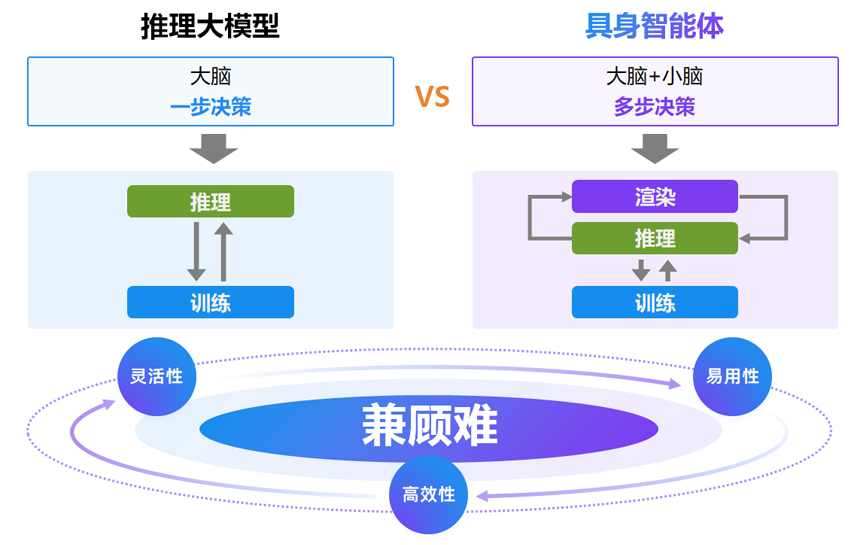 推理大模型
具身智能体
大脑
一步决策
VS
大脑+小脑
多步决策
推理
训练
渲染
推理
训练
灵活性
易用性
兼顾难
高效性